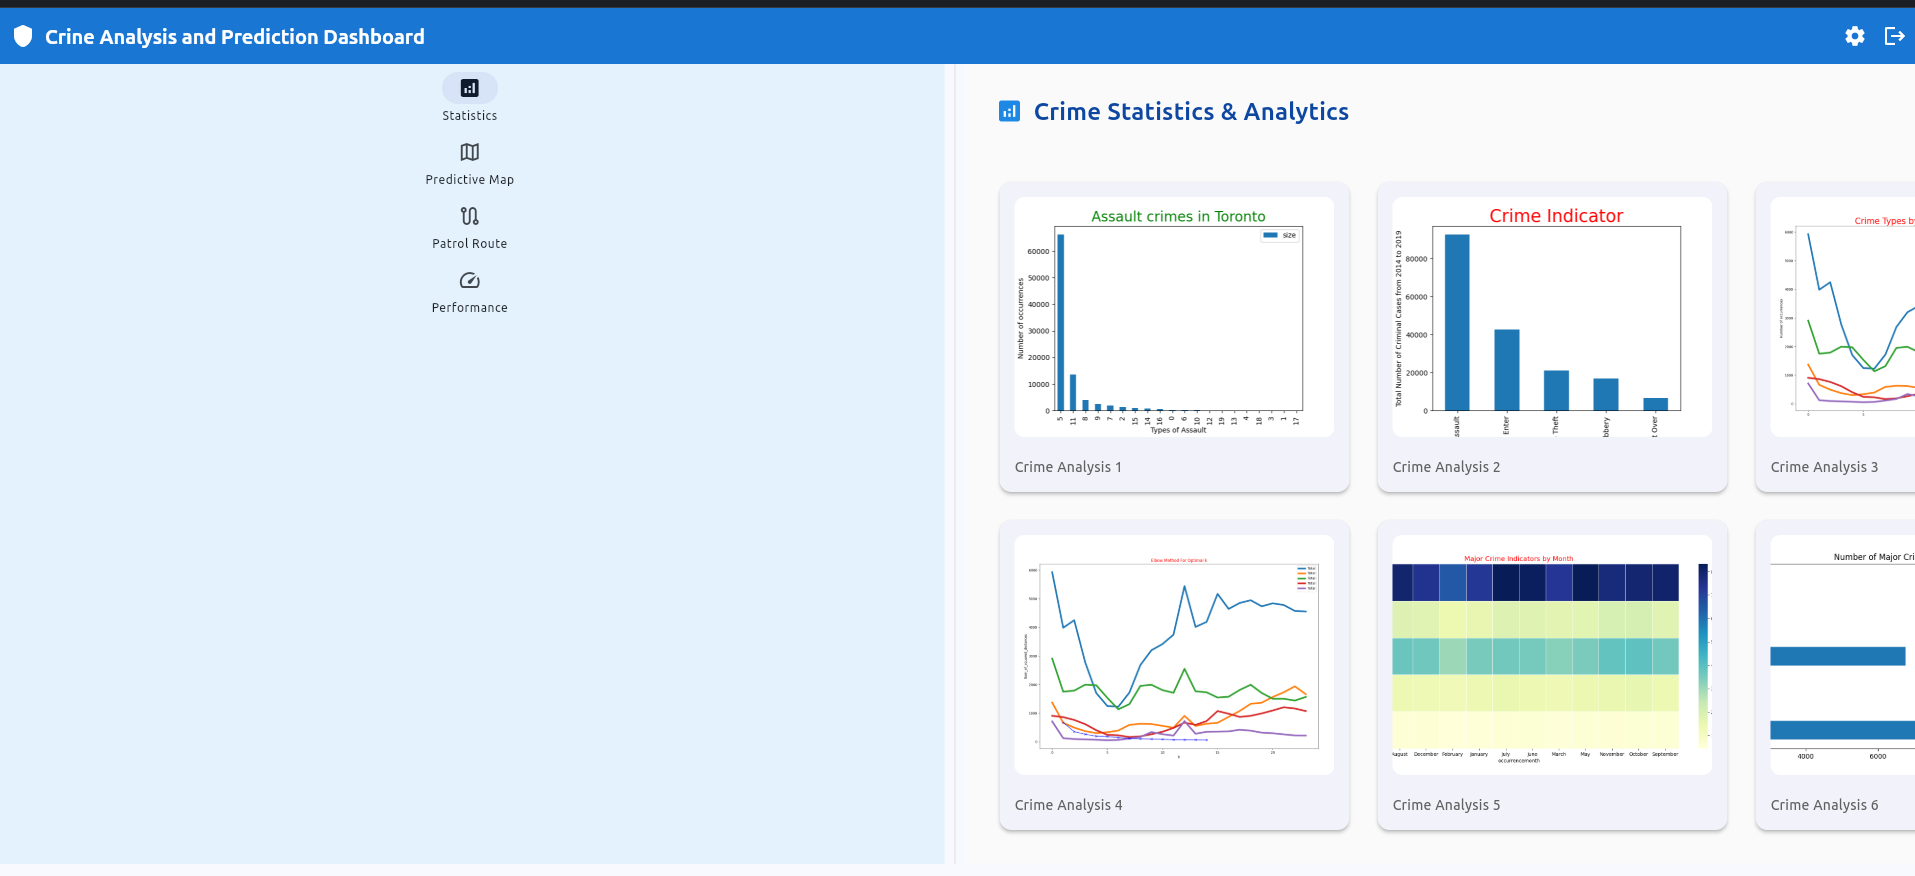 Crine Analysis and Prediction Dashboard
Statistics
Predictive Map
Patrol Route
Performance
Crime Statistics & Analytics
Assault crimes in Toronto
size
Number of occurrences
60000
50000
40000
30000
20000
10000
0
5 11 8 9 7 2 15 14 16 0 6 10 12 19 13 4 18 3 1 17
Types of Assault
Crime Analysis 1
Crime Indicator
Total Number of Criminal Cases from 2014 to 2019
80000
60000
40000
20000
0
ssault
Enter
Theft
bbery
t Over
Crime Analysis 2
Crime Types by
Crime Analysis 3
Elbow Method For Optimal k
Crime Analysis 4
Major Crime Indicators by Month
August December February January July June March May November October September
occurrencemonth
Crime Analysis 5
Number of Major Cri
4000 6000
Crime Analysis 6